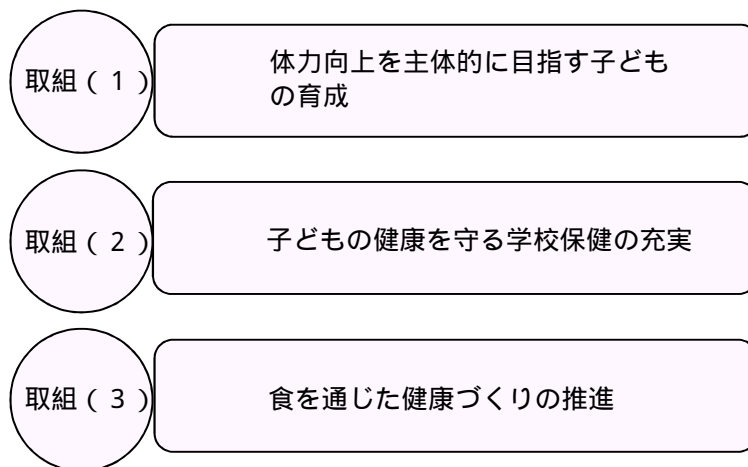 取組(1)
体力向上を主体的に目指す子ども
の育成
取組(2)
子どもの健康を守る学校保健の充実
取組(3)
食を通じた健康づくりの推進